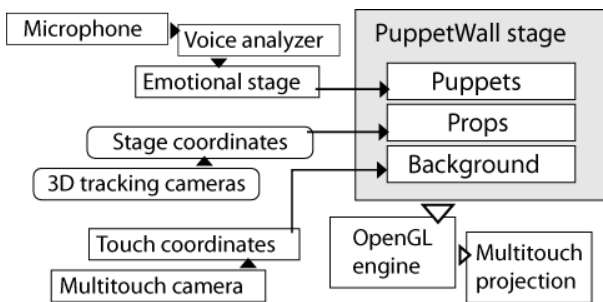 Microphone
Voice analyzer
Emotional stage
Stage coordinates
3D tracking cameras
Touch coordinates
Multitouch camera
PuppetWall stage
Puppets
Props
Background
OpenGL
engine
Multitouch
projection